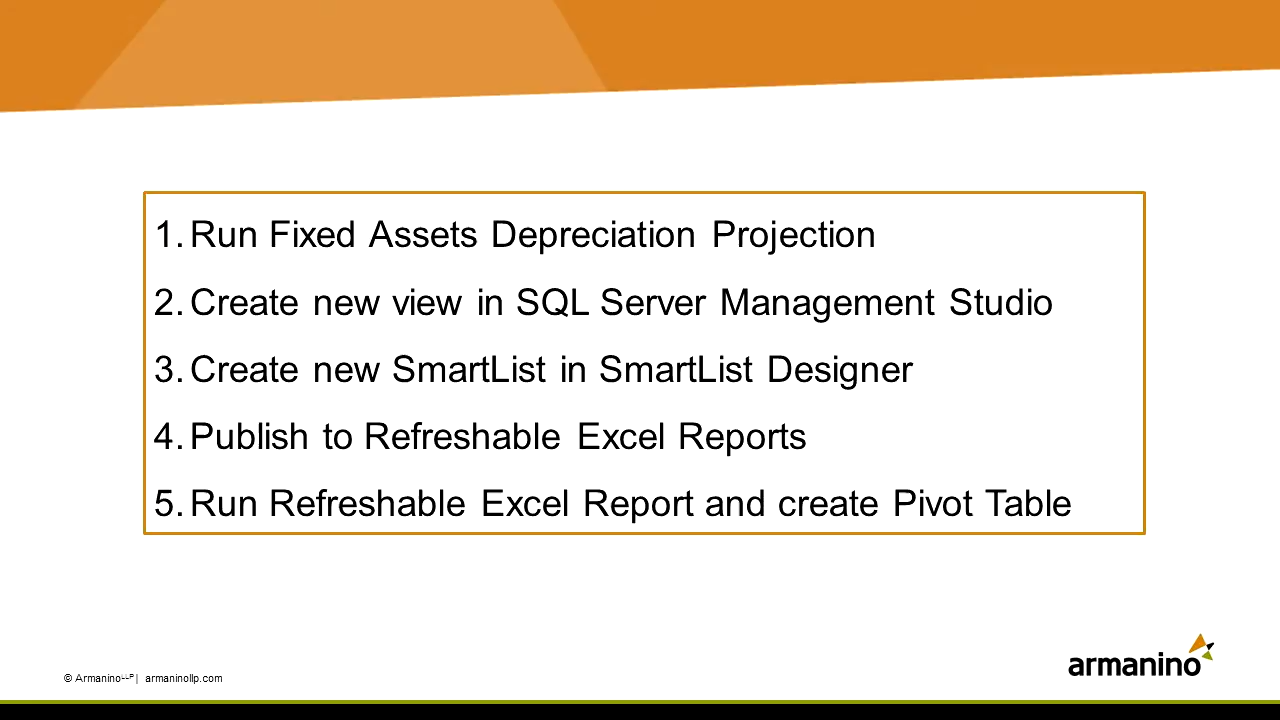 1. Run Fixed Assets Depreciation Projection
2. Create new view in SQL Server Management Studio
3. Create new SmartList in SmartList Designer
4. Publish to Refreshable Excel Reports
5. Run Refreshable Excel Report and create Pivot Table
© Armanino LLP | armaninollp.com
armanino